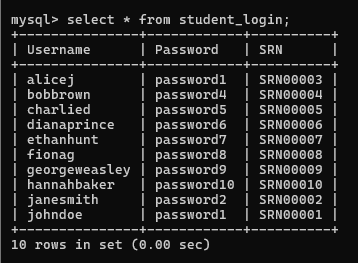 mysql> select * from student_login;
+---------------+------------+----------+
| Username      | Password   | SRN      |
+---------------+------------+----------+
| alicej        | password1  | SRN00003 |
| bobbrown      | password4  | SRN00004 |
| charlied      | password5  | SRN00005 |
| dianaprince   | password6  | SRN00006 |
| ethanhunt     | password7  | SRN00007 |
| fionag        | password8  | SRN00008 |
| georgeweasley | password9  | SRN00009 |
| hannahbaker   | password10 | SRN00010 |
| janesmith     | password2  | SRN00002 |
| johndoe       | password1  | SRN00001 |
+---------------+------------+----------+
10 rows in set (0.00 sec)